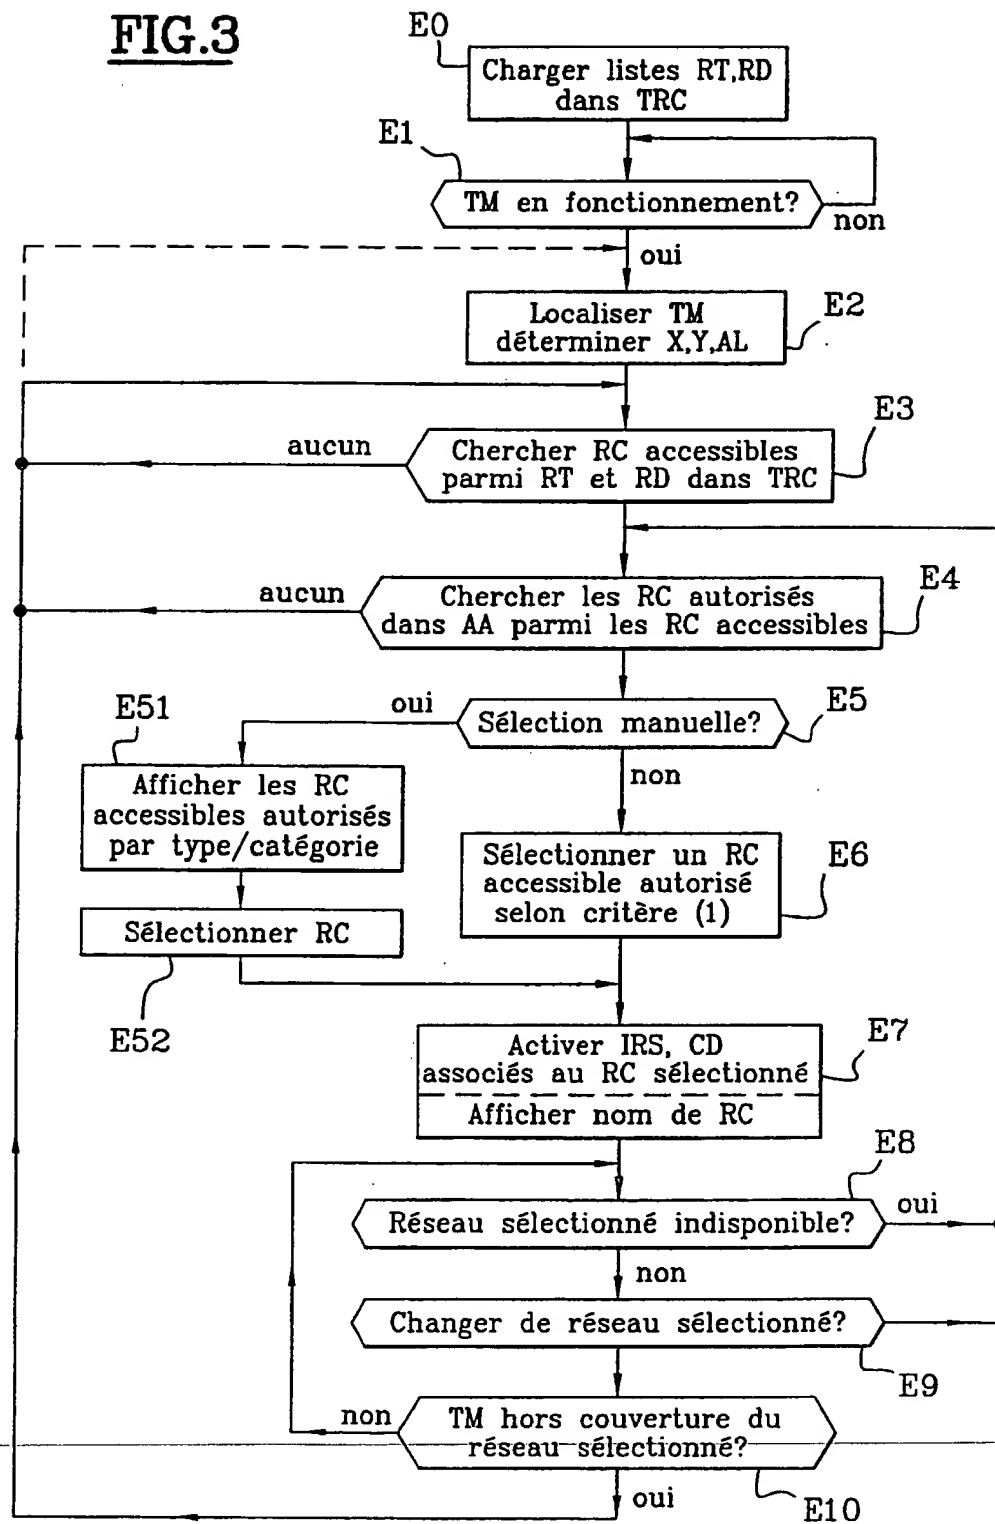 FIG.3
E0
Charger listes RT,RD
dans TRC
E1
TM en fonctionnement?
non
oui
Localiser TM
déterminer X,Y,AL
E2
E3
aucun
Chercher RC accessibles
parmi RT et RD dans TRC
E4
aucun
Chercher les RC autorisés
dans AA parmi les RC accessibles
E51
oui
Sélection manuelle?
E5
non
Afficher les RC
accessibles autorisés
par type/catégorie
Sélectionner un RC
accessible autorisé
selon critère (1)
E6
Sélectionner RC
E52
E7
Activer IRS, CD
associés au RC sélectionné
Afficher nom de RC
E8
Réseau sélectionné indisponible?
oui
non
Changer de réseau sélectionné?
E9
non
TM hors couverture du
réseau sélectionné?
oui
E10